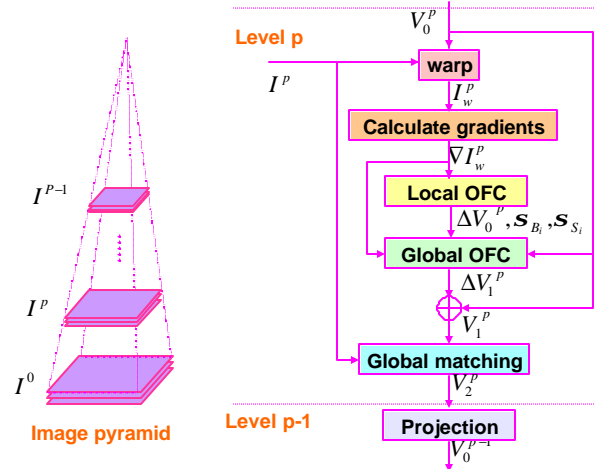 I^{P-1}
I^p
I^0
Image pyramid
Level p
V_0^p
I^p
warp
I_w^p
Calculate gradients
∇I_w^p
Local OFC
ΔV_0^p, s_{B_i}, s_{S_i}
Global OFC
ΔV_1^p
V_1^p
Global matching
V_2^p
Level p-1
Projection
V_0^{p-1}